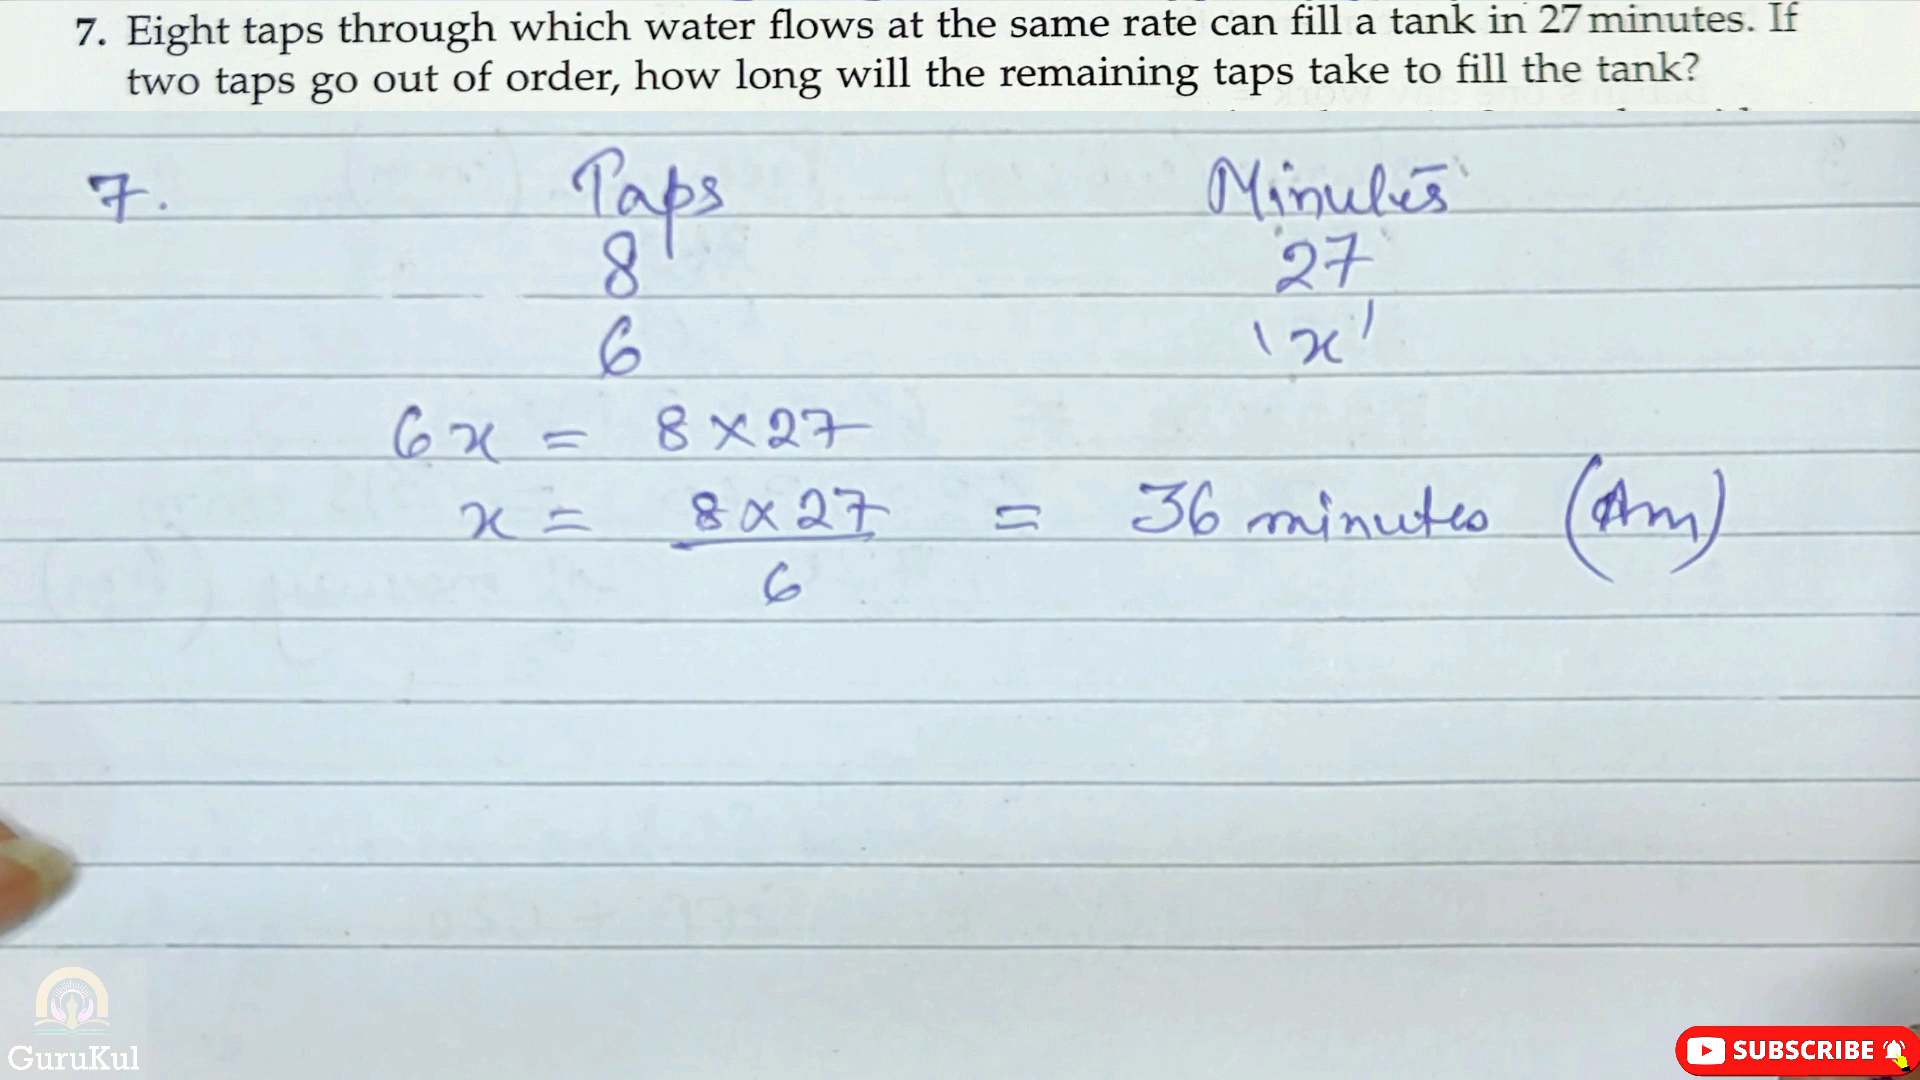 7. Eight taps through which water flows at the same rate can fill a tank in 27 minutes. If
two taps go out of order, how long will the remaining taps take to fill the tank?
7. Taps Minutes
8 27
6 'x'
6x = 8 × 27
x = 8 × 27 = 36 minutes (Ans)
6
GuruKul
SUBSCRIBE